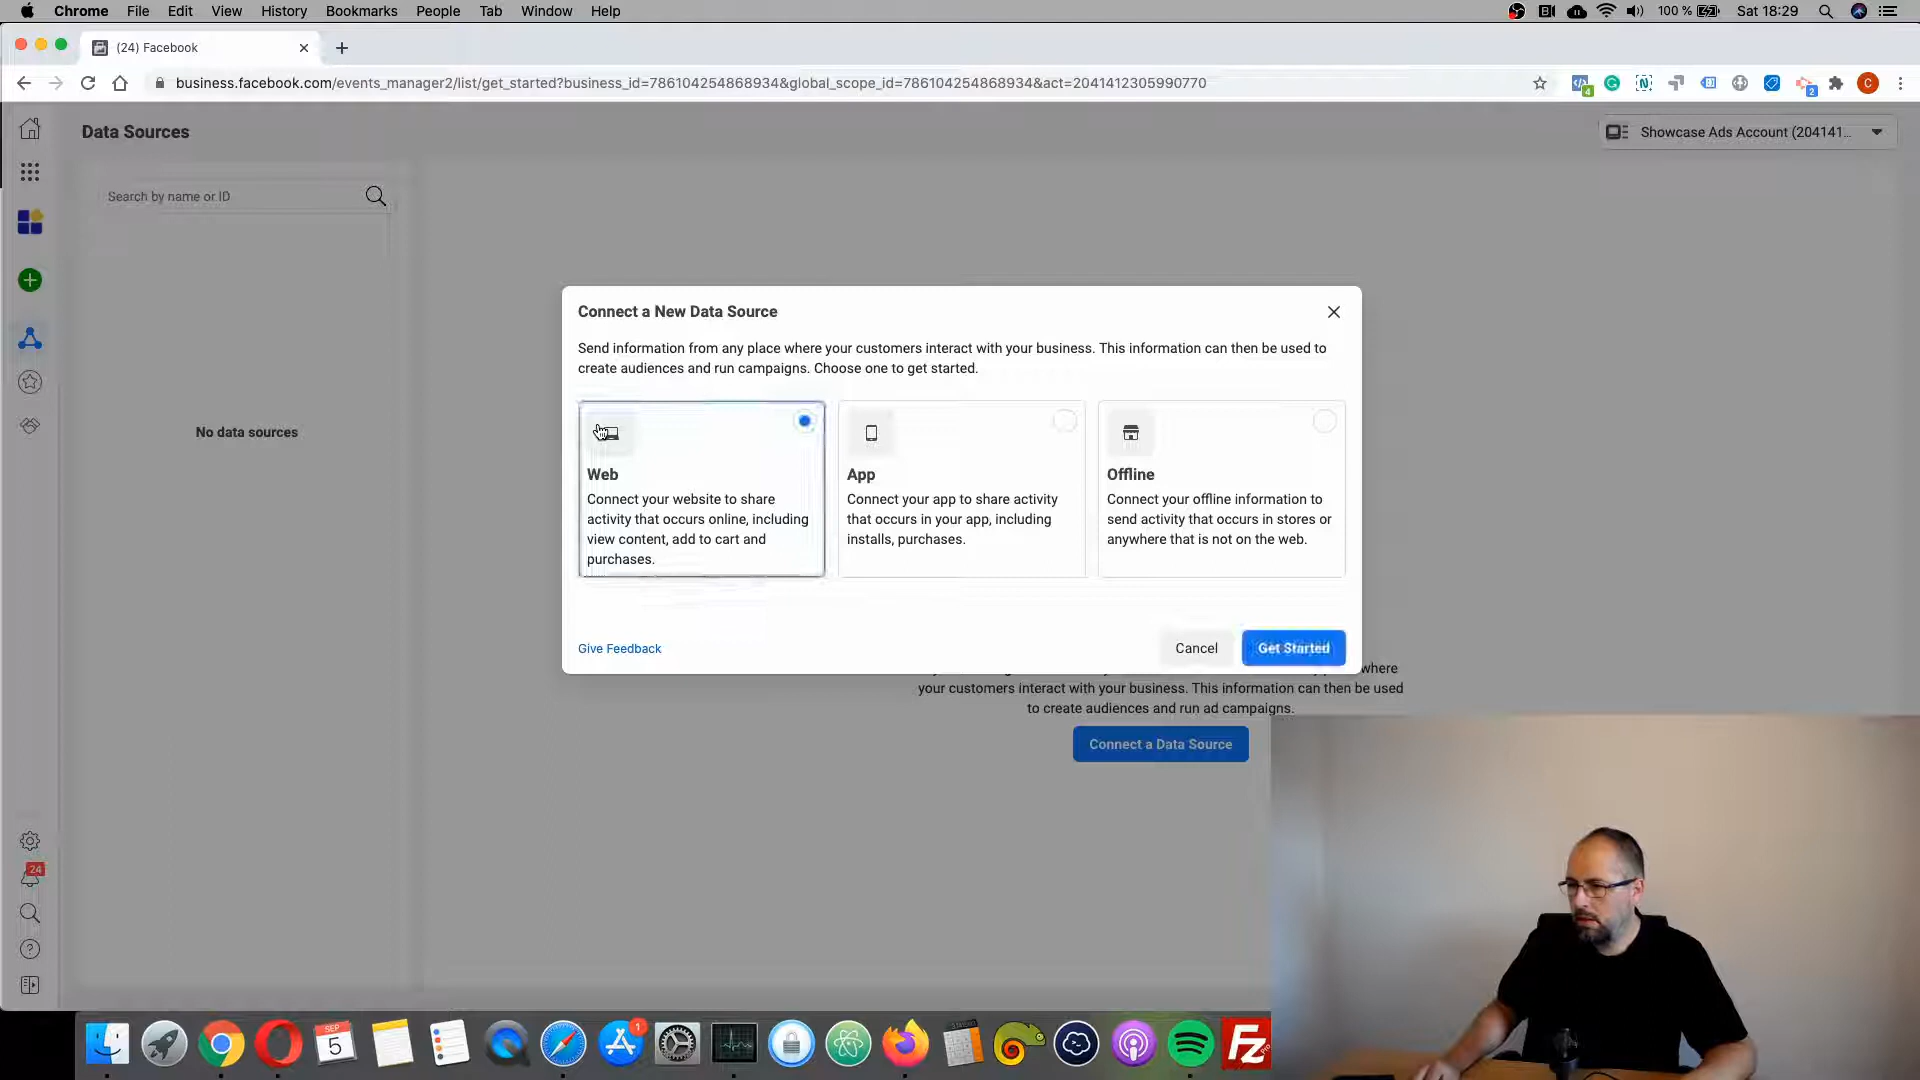 Chrome File Edit View History Bookmarks People Tab Window Help
100 % Sat 18:29
(24) Facebook
business.facebook.com/events_manager2/list/get_started?business_id=786104254868934&global_scope_id=786104254868934&act=2041412305990770
4
2
C
Data Sources
Showcase Ads Account (204141...
Search by name or ID
No data sources
Connect a New Data Source
Send information from any place where your customers interact with your business. This information can then be used to
create audiences and run campaigns. Choose one to get started.
Web
Connect your website to share
activity that occurs online, including
view content, add to cart and
purchases.
App
Connect your app to share activity
that occurs in your app, including
installs, purchases.
Offline
Connect your offline information to
send activity that occurs in stores or
anywhere that is not on the web.
Give Feedback
Cancel
Get Started
where
your customers interact with your business. This information can then be used
to create audiences and run ad campaigns.
Connect a Data Source
24
SEP
5
1
Fz